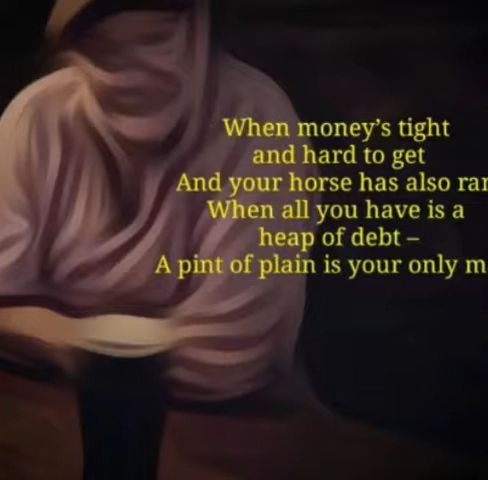 When money’s tight
and hard to get
And your horse has also ran
When all you have is a
heap of debt –
A pint of plain is your only